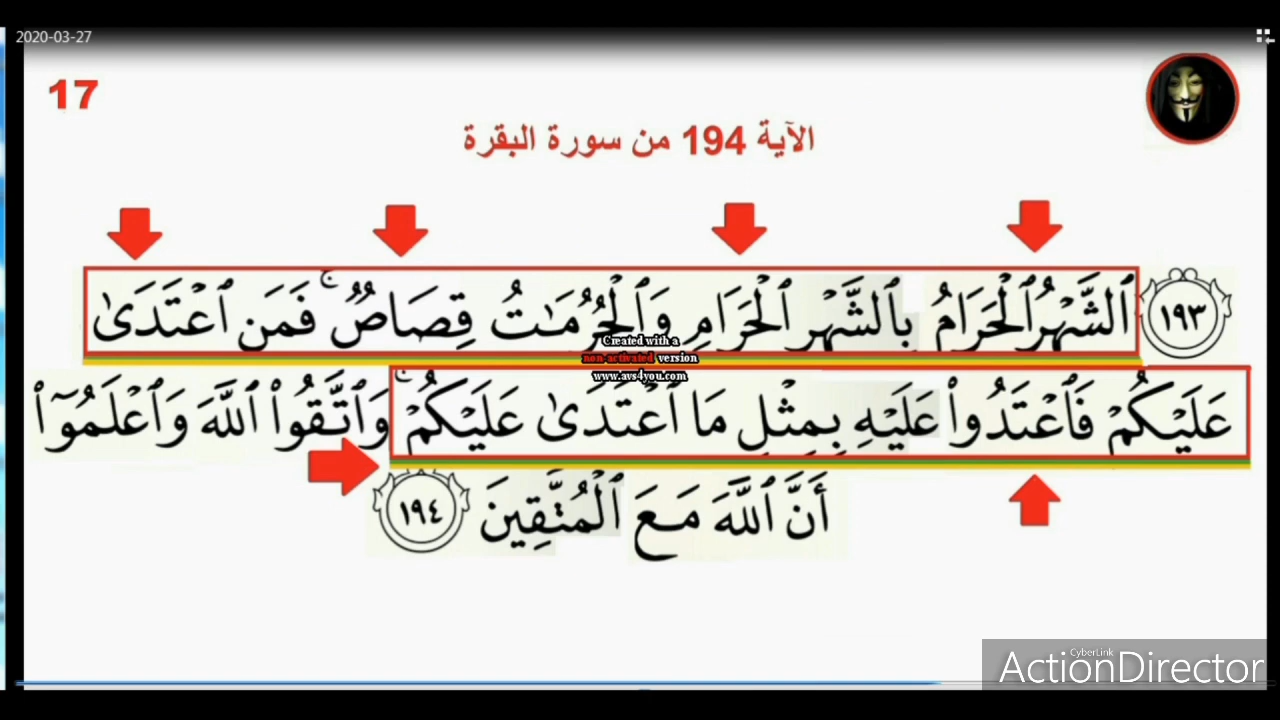 2020-03-27
17
الآية 194 من سورة البقرة
١٩٣ ٱلشَّهْرُ ٱلْحَرَامُ بِٱلشَّهْرِ ٱلْحَرَامِ وَٱلْحُرُمَـٰتُ قِصَاصٌ ۚ فَمَنِ ٱعْتَدَىٰ
عَلَيْكُمْ فَٱعْتَدُوا۟ عَلَيْهِ بِمِثْلِ مَا ٱعْتَدَىٰ عَلَيْكُمْ ۚ وَٱتَّقُوا۟ ٱللَّهَ وَٱعْلَمُوٓا۟
أَنَّ ٱللَّهَ مَعَ ٱلْمُتَّقِينَ ١٩٤
Created with a
non-activated version
www.avs4you.com
CyberLink
ActionDirector